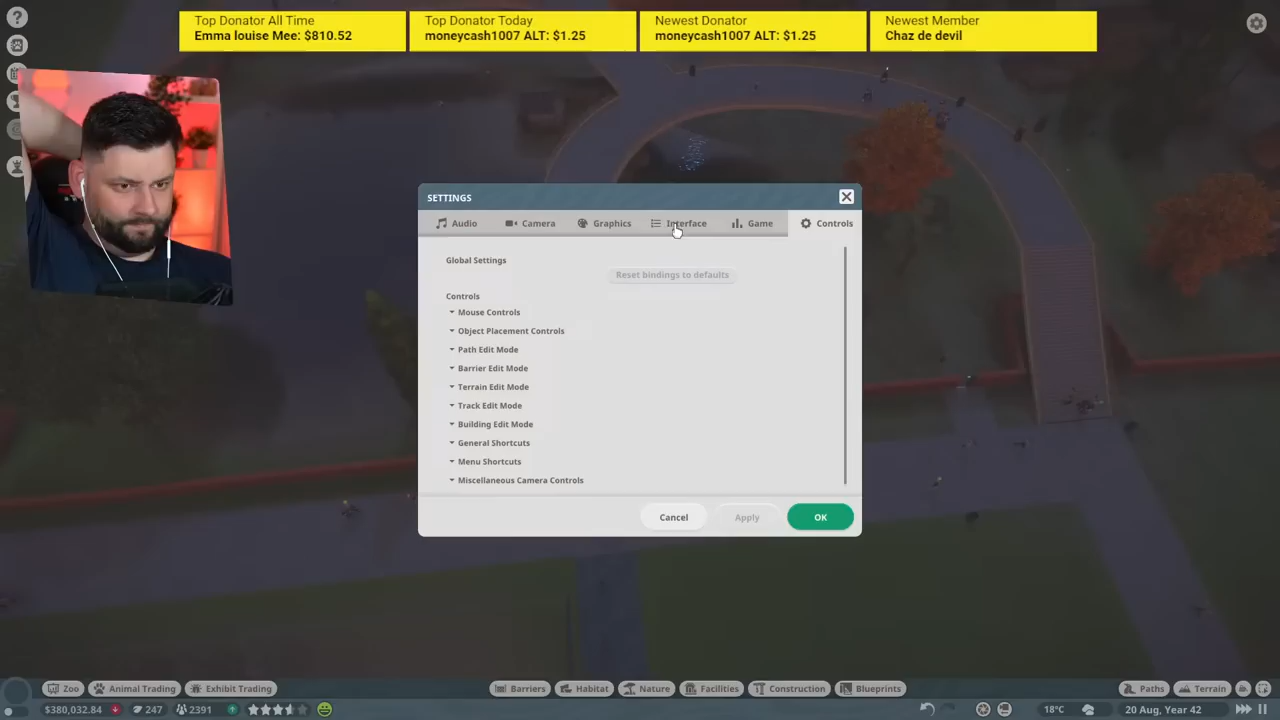 Top Donator All Time
Emma louise Mee: $810.52
Top Donator Today
moneycash1007 ALT: $1.25
Newest Donator
moneycash1007 ALT: $1.25
Newest Member
Chaz de devil
SETTINGS
Audio
Camera
Graphics
Interface
Game
Controls
Global Settings
Reset bindings to defaults
Controls
Mouse Controls
Object Placement Controls
Path Edit Mode
Barrier Edit Mode
Terrain Edit Mode
Track Edit Mode
Building Edit Mode
General Shortcuts
Menu Shortcuts
Miscellaneous Camera Controls
Cancel
Apply
OK
Zoo
Animal Trading
Exhibit Trading
Barriers
Habitat
Nature
Facilities
Construction
Blueprints
Paths
Terrain
$380,032.84
247
2391
18°C
20 Aug, Year 42